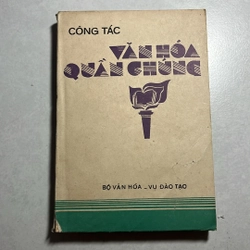 CÔNG TÁC
VĂN HÓA
QUẦN CHÚNG
BỘ VĂN HÓA - VỤ ĐÀO TẠO